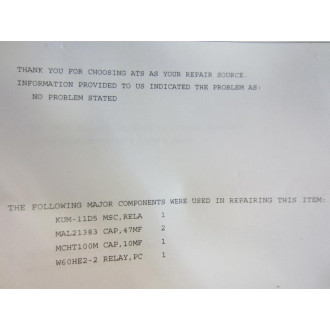 THANK YOU FOR CHOOSING ATS AS YOUR REPAIR SOURCE.
INFORMATION PROVIDED TO US INDICATED THE PROBLEM AS:
NO PROBLEM STATED
THE FOLLOWING MAJOR COMPONENTS WERE USED IN REPAIRING THIS ITEM:
KUM-11D5 MSC,RELA 1
MAL21383 CAP,47MF 2
MCHT100M CAP,10MF 1
W60HE2-2 RELAY,PC 1